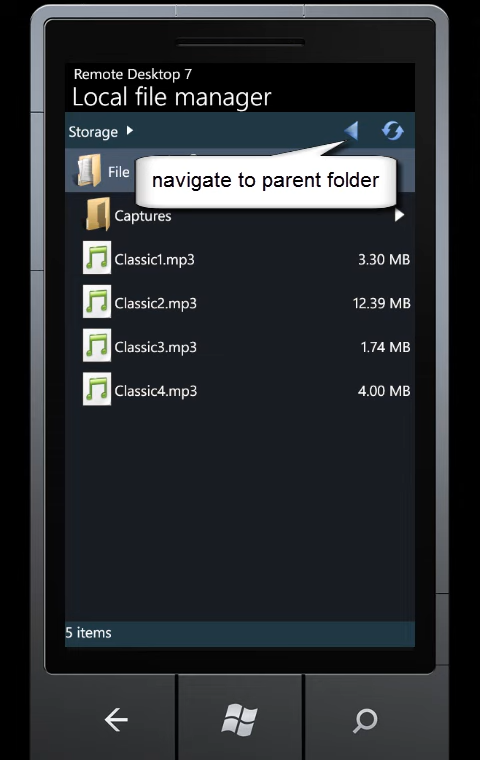 Remote Desktop 7
Local file manager
Storage
File
navigate to parent folder
Captures
Classic1.mp3 3.30 MB
Classic2.mp3 12.39 MB
Classic3.mp3 1.74 MB
Classic4.mp3 4.00 MB
5 items